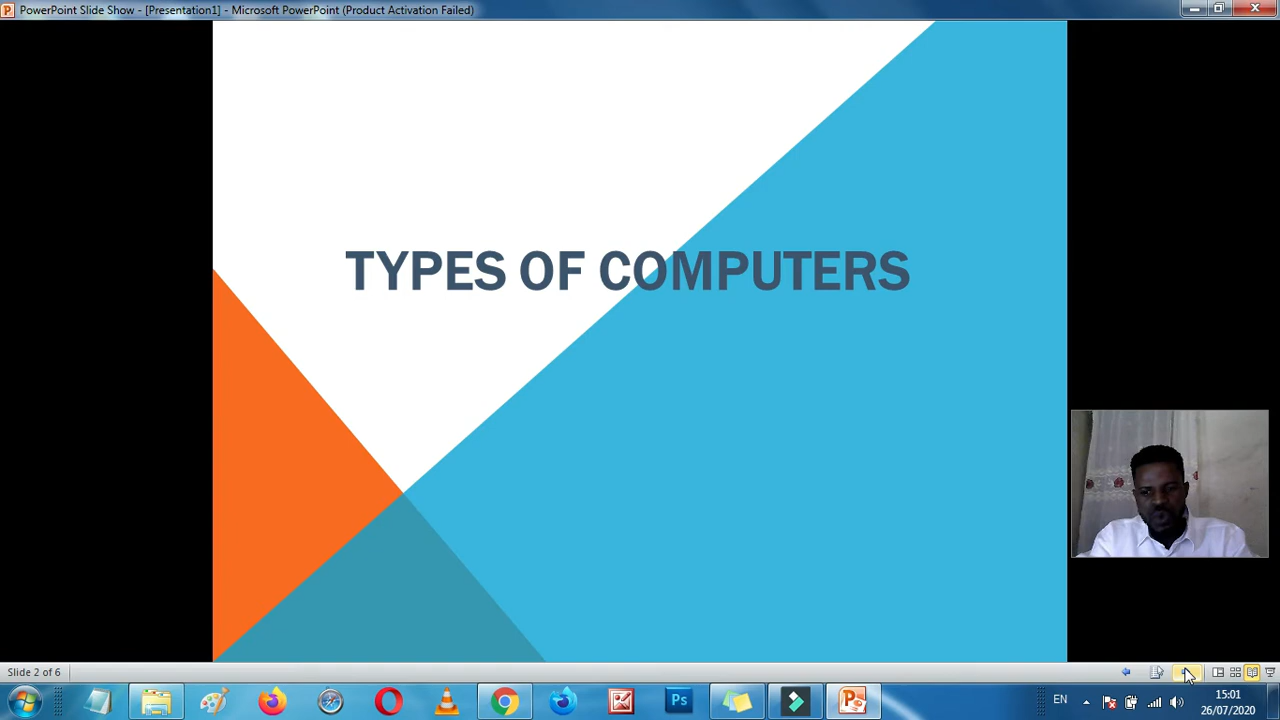 PowerPoint Slide Show - [Presentation1] - Microsoft PowerPoint (Product Activation Failed)
TYPES OF COMPUTERS
Slide 2 of 6
Ps
EN
15:01
26/07/2020